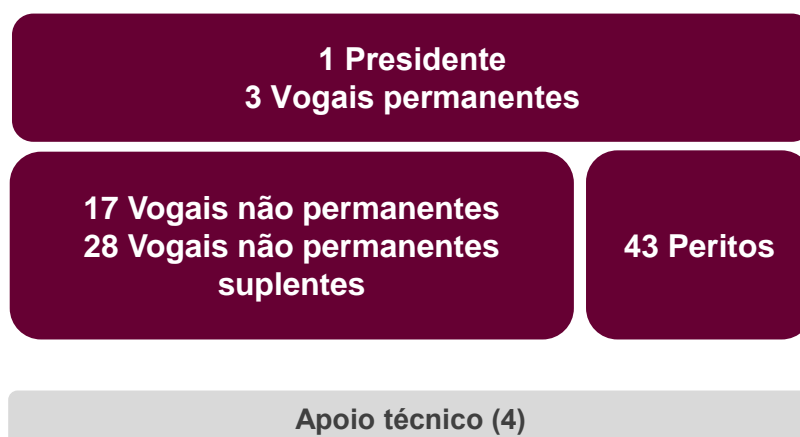 1 Presidente
3 Vogais permanentes
17 Vogais não permanentes
28 Vogais não permanentes
suplentes
43 Peritos
Apoio técnico (4)